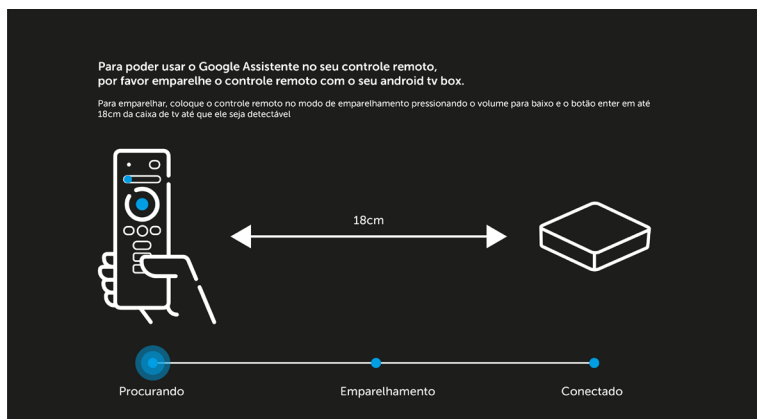 Para poder usar o Google Assistente no seu controle remoto,
por favor emparelhe o controle remoto com o seu android tv box.
Para emparelhar, coloque o controle remoto no modo de emparelhamento pressionando o volume para baixo e o botão enter em até
18cm da caixa de tv até que ele seja detectável
18cm
Procurando
Emparelhamento
Conectado